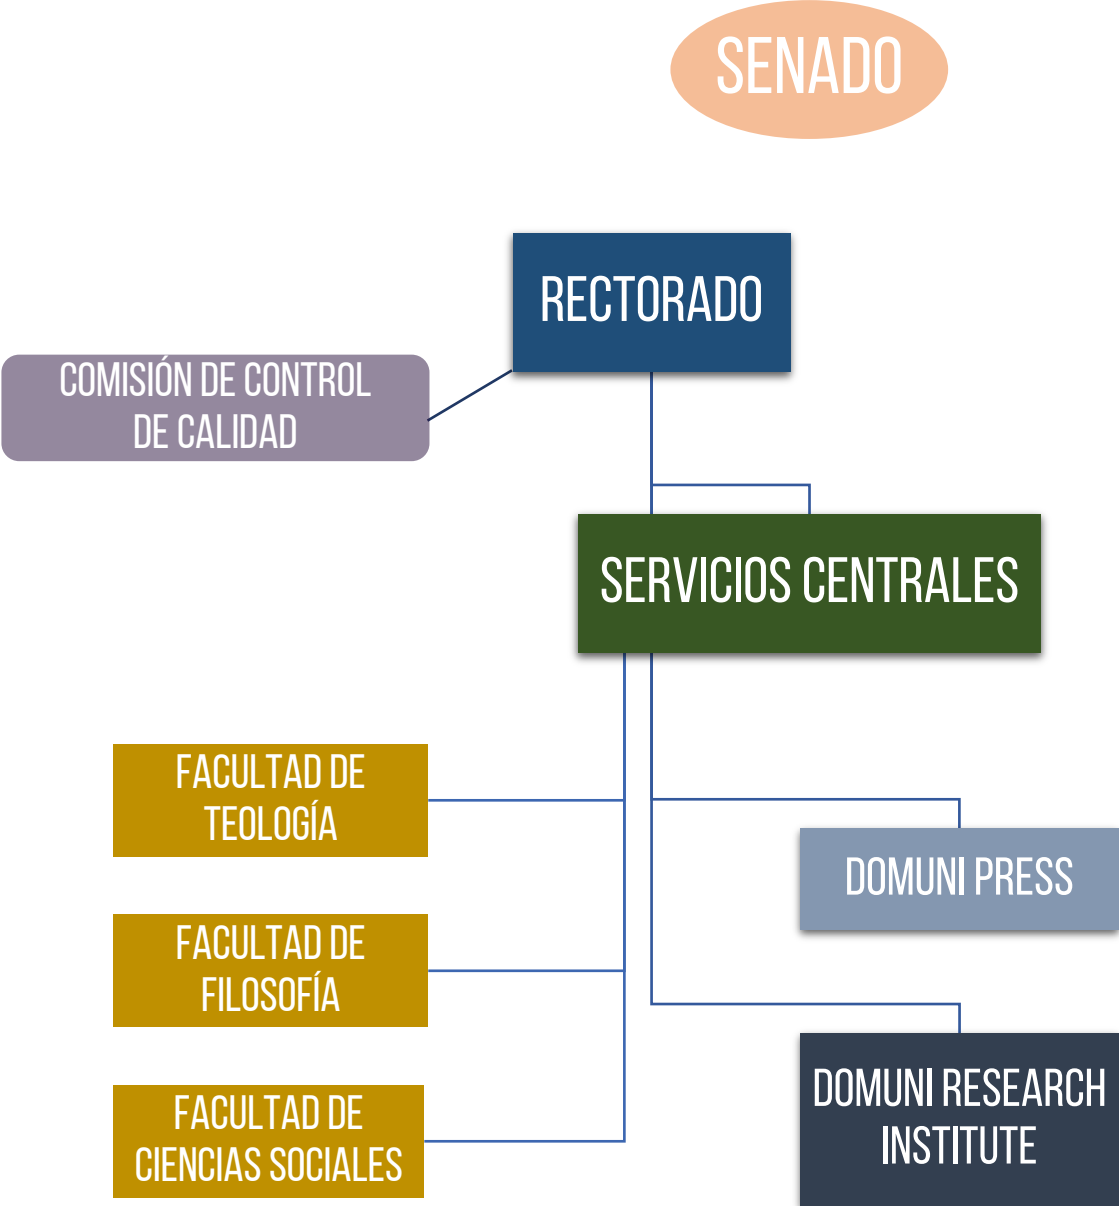 SENADO
RECTORADO
COMISIÓN DE CONTROL
DE CALIDAD
SERVICIOS CENTRALES
FACULTAD DE
TEOLOGÍA
DOMUNI PRESS
FACULTAD DE
FILOSOFÍA
DOMUNI RESEARCH
INSTITUTE
FACULTAD DE
CIENCIAS SOCIALES